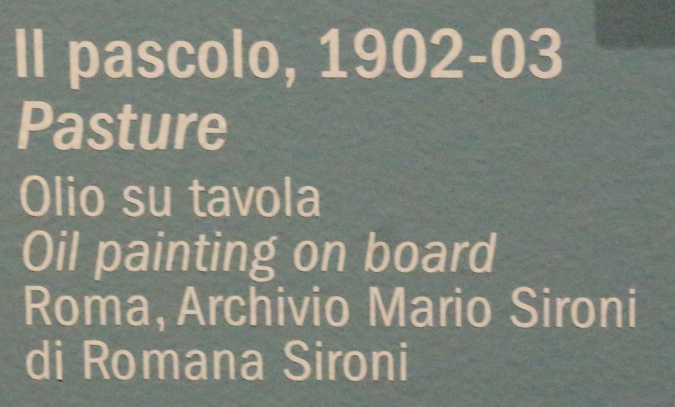 Il pascolo, 1902-03
Pasture
Olio su tavola
Oil painting on board
Roma, Archivio Mario Sironi
di Romana Sironi